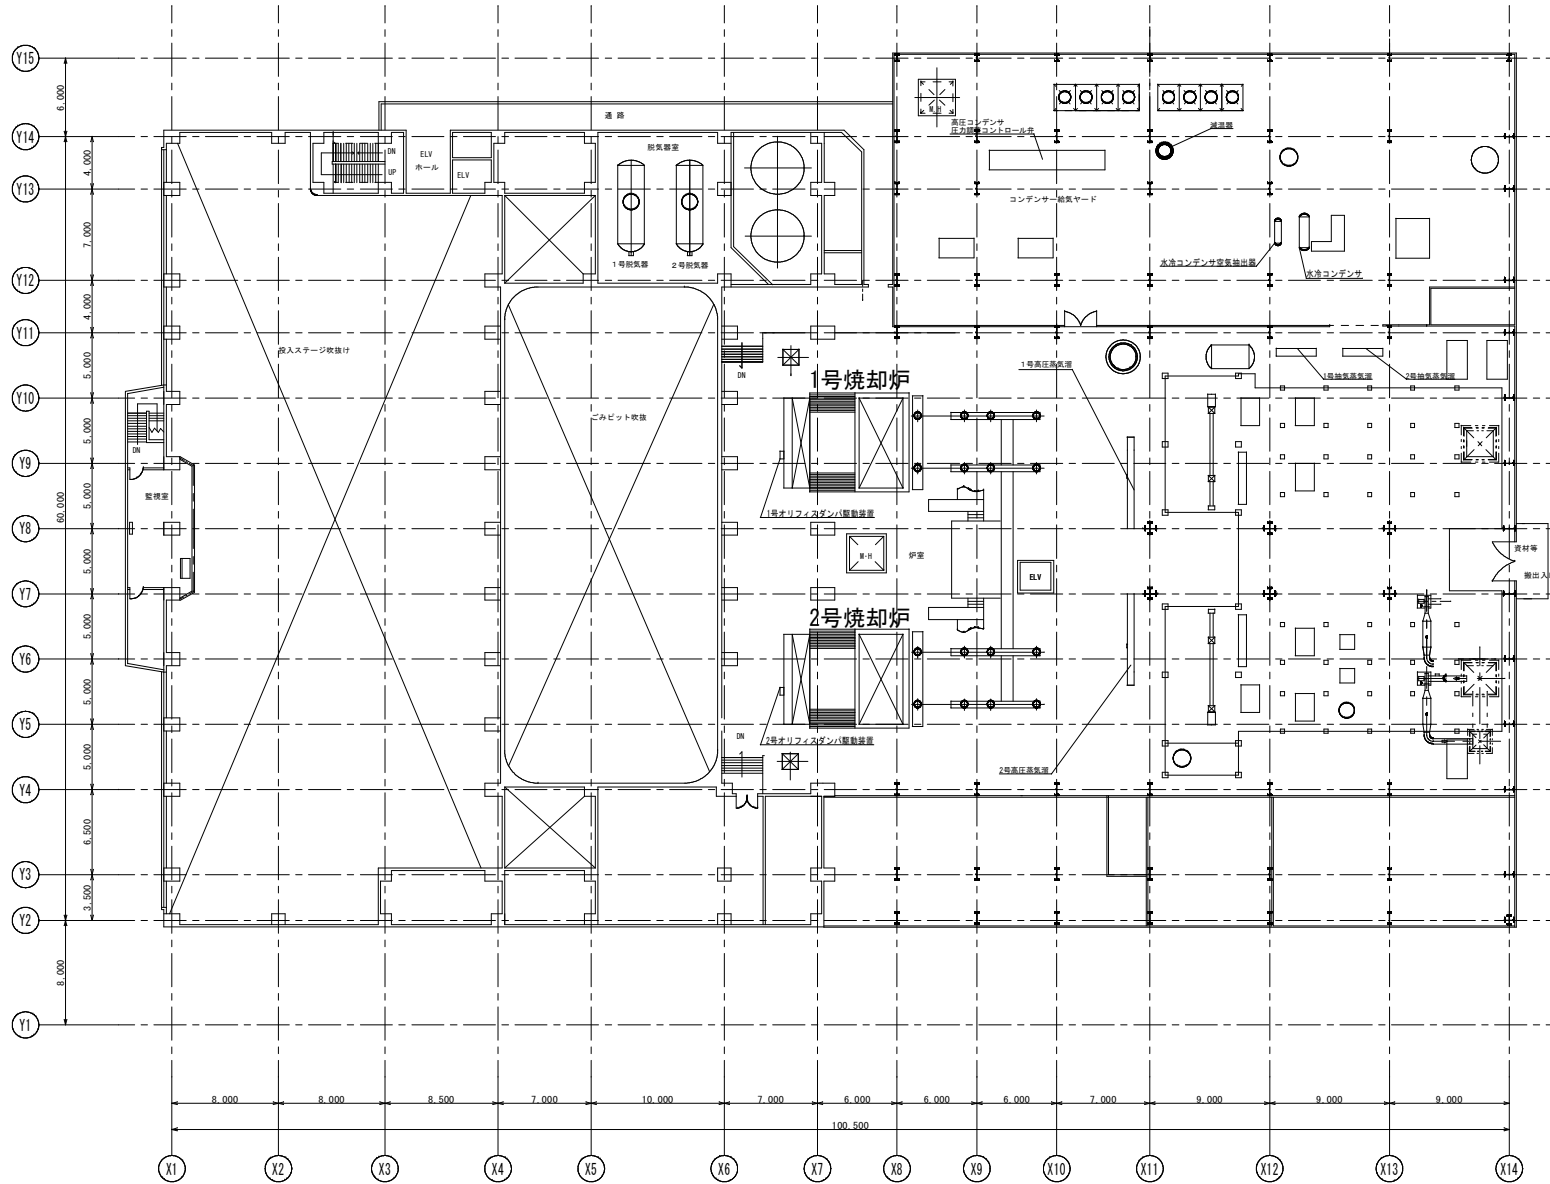 Y15
6,000
通 路
M·H
高圧コンデンサ
圧力調整コントロール弁
減温器
Y14
DN
ELV
ホール
脱気器室
4,000
UP
ELV
Y13
コンデンサー給気ヤード
7,000
1号脱気器
2号脱気器
水冷コンデンサ空気抽出器
水冷コンデンサ
Y12
4,000
Y11
投入ステージ吹抜け
5,000
DN
1号高圧蒸気溜
1号抽気蒸気溜
2号抽気蒸気溜
1号焼却炉
Y10
ごみピット吹抜
5,000
DN
Y9
監視室
5,000
60,000
1号オリフィスダンパ駆動装置
Y8
M·H
炉室
資材等
5,000
ELV
搬出入
Y7
2号焼却炉
5,000
Y6
5,000
Y5
DN
2号オリフィスダンパ駆動装置
5,000
2号高圧蒸気溜
Y4
6,500
Y3
3,500
Y2
8,000
Y1
8,000
8,000
8,500
7,000
10,000
7,000
6,000
6,000
6,000
7,000
9,000
9,000
9,000
100,500
X1
X2
X3
X4
X5
X6
X7
X8
X9
X10
X11
X12
X13
X14